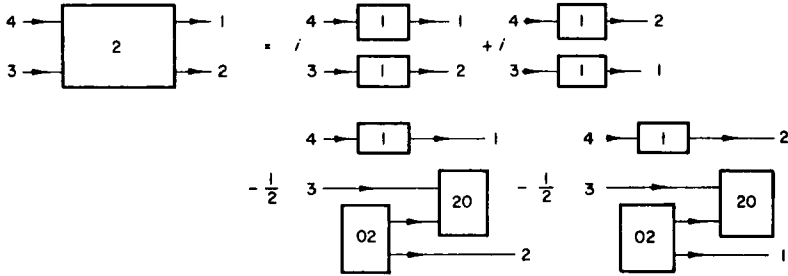 4 1 4 1 1 4 1 2
2 = i + i
3 2 3 1 2 3 1 1
4 1 1 4 1 2
- 1/2 3 20 - 1/2 3 20
02 2 02 1